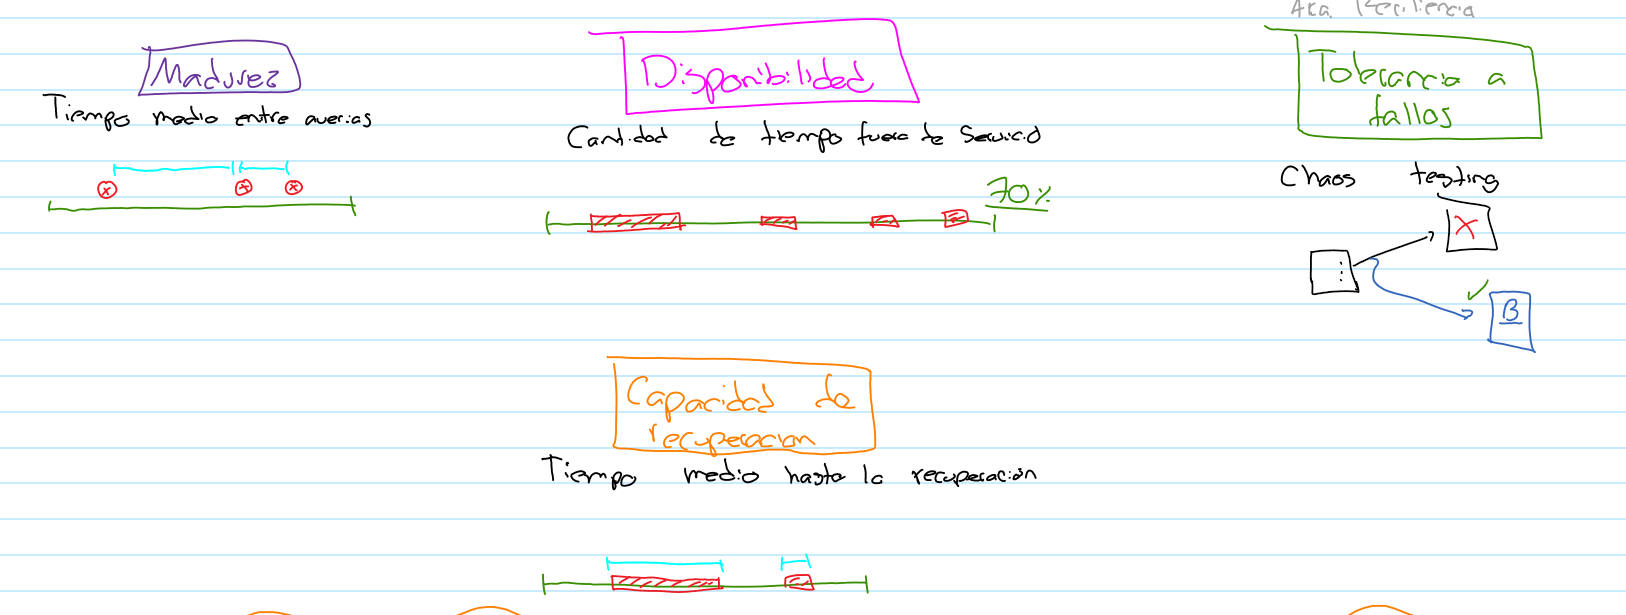 Aka. Resiliencia
Madurez
Tiempo medio entre averias
Disponibilidad
Cantidad de tiempo fuera de servicio
70%
Tolerancia a
fallos
Chaos testing
X
B
Capacidad de
recuperacion
Tiempo medio hasta la recuperación